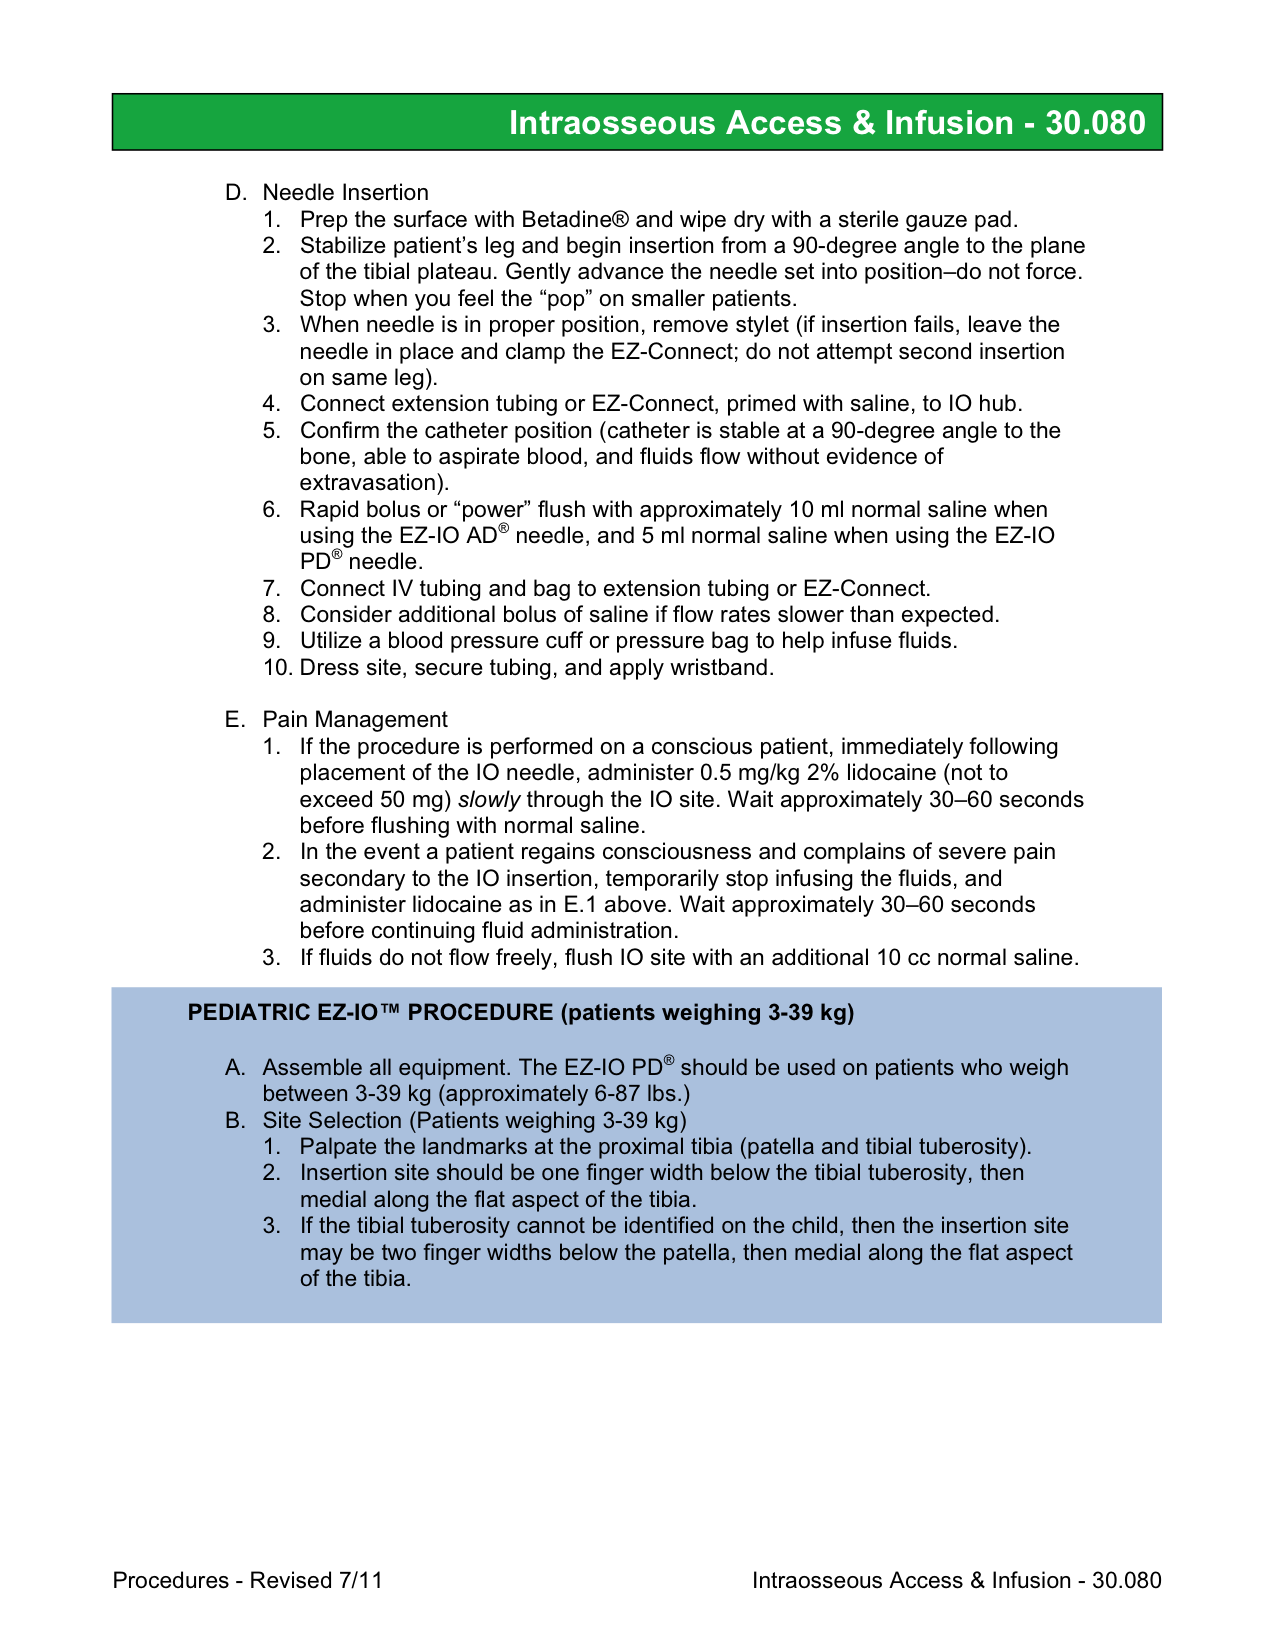 Intraosseous Access & Infusion - 30.080
D. Needle Insertion
1. Prep the surface with Betadine® and wipe dry with a sterile gauze pad.
2. Stabilize patient’s leg and begin insertion from a 90-degree angle to the plane
of the tibial plateau. Gently advance the needle set into position–do not force.
Stop when you feel the “pop” on smaller patients.
3. When needle is in proper position, remove stylet (if insertion fails, leave the
needle in place and clamp the EZ-Connect; do not attempt second insertion
on same leg).
4. Connect extension tubing or EZ-Connect, primed with saline, to IO hub.
5. Confirm the catheter position (catheter is stable at a 90-degree angle to the
bone, able to aspirate blood, and fluids flow without evidence of
extravasation).
6. Rapid bolus or “power” flush with approximately 10 ml normal saline when
using the EZ-IO AD® needle, and 5 ml normal saline when using the EZ-IO
PD® needle.
7. Connect IV tubing and bag to extension tubing or EZ-Connect.
8. Consider additional bolus of saline if flow rates slower than expected.
9. Utilize a blood pressure cuff or pressure bag to help infuse fluids.
10. Dress site, secure tubing, and apply wristband.
E. Pain Management
1. If the procedure is performed on a conscious patient, immediately following
placement of the IO needle, administer 0.5 mg/kg 2% lidocaine (not to
exceed 50 mg) slowly through the IO site. Wait approximately 30–60 seconds
before flushing with normal saline.
2. In the event a patient regains consciousness and complains of severe pain
secondary to the IO insertion, temporarily stop infusing the fluids, and
administer lidocaine as in E.1 above. Wait approximately 30–60 seconds
before continuing fluid administration.
3. If fluids do not flow freely, flush IO site with an additional 10 cc normal saline.
PEDIATRIC EZ-IO™ PROCEDURE (patients weighing 3-39 kg)
A. Assemble all equipment. The EZ-IO PD® should be used on patients who weigh
between 3-39 kg (approximately 6-87 lbs.)
B. Site Selection (Patients weighing 3-39 kg)
1. Palpate the landmarks at the proximal tibia (patella and tibial tuberosity).
2. Insertion site should be one finger width below the tibial tuberosity, then
medial along the flat aspect of the tibia.
3. If the tibial tuberosity cannot be identified on the child, then the insertion site
may be two finger widths below the patella, then medial along the flat aspect
of the tibia.
Procedures - Revised 7/11 Intraosseous Access & Infusion - 30.080